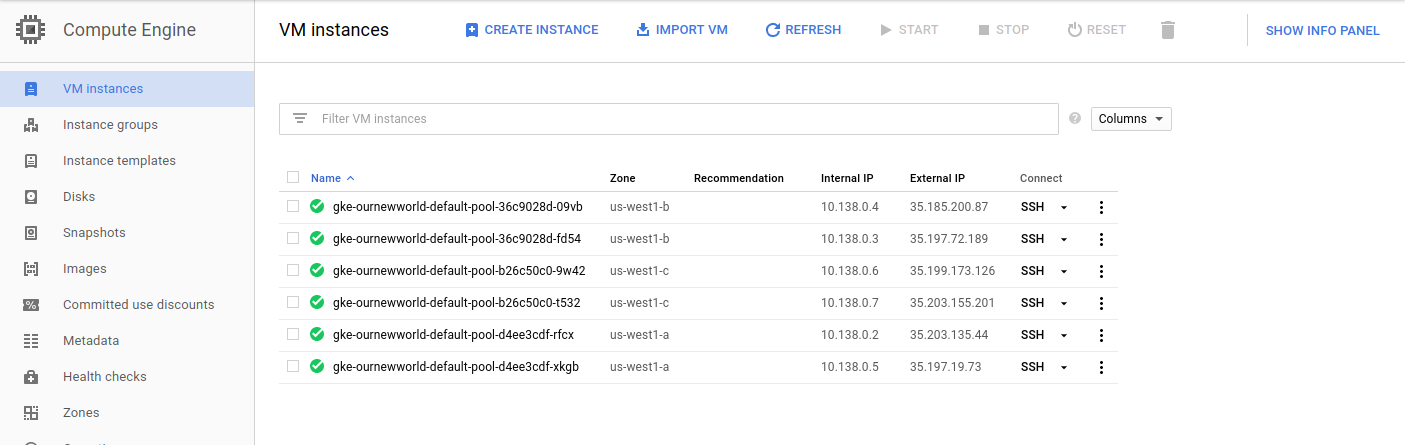 Compute Engine
VM instances
CREATE INSTANCE
IMPORT VM
REFRESH
START
STOP
RESET
SHOW INFO PANEL
VM instances
Instance groups
Instance templates
Disks
Snapshots
Images
Committed use discounts
Metadata
Health checks
Zones
Filter VM instances
Columns
Name Zone Recommendation Internal IP External IP Connect
gke-ournewworld-default-pool-36c9028d-09vb us-west1-b 10.138.0.4 35.185.200.87 SSH
gke-ournewworld-default-pool-36c9028d-fd54 us-west1-b 10.138.0.3 35.197.72.189 SSH
gke-ournewworld-default-pool-b26c50c0-9w42 us-west1-c 10.138.0.6 35.199.173.126 SSH
gke-ournewworld-default-pool-b26c50c0-t532 us-west1-c 10.138.0.7 35.203.155.201 SSH
gke-ournewworld-default-pool-d4ee3cdf-rfcx us-west1-a 10.138.0.2 35.203.135.44 SSH
gke-ournewworld-default-pool-d4ee3cdf-xkgb us-west1-a 10.138.0.5 35.197.19.73 SSH